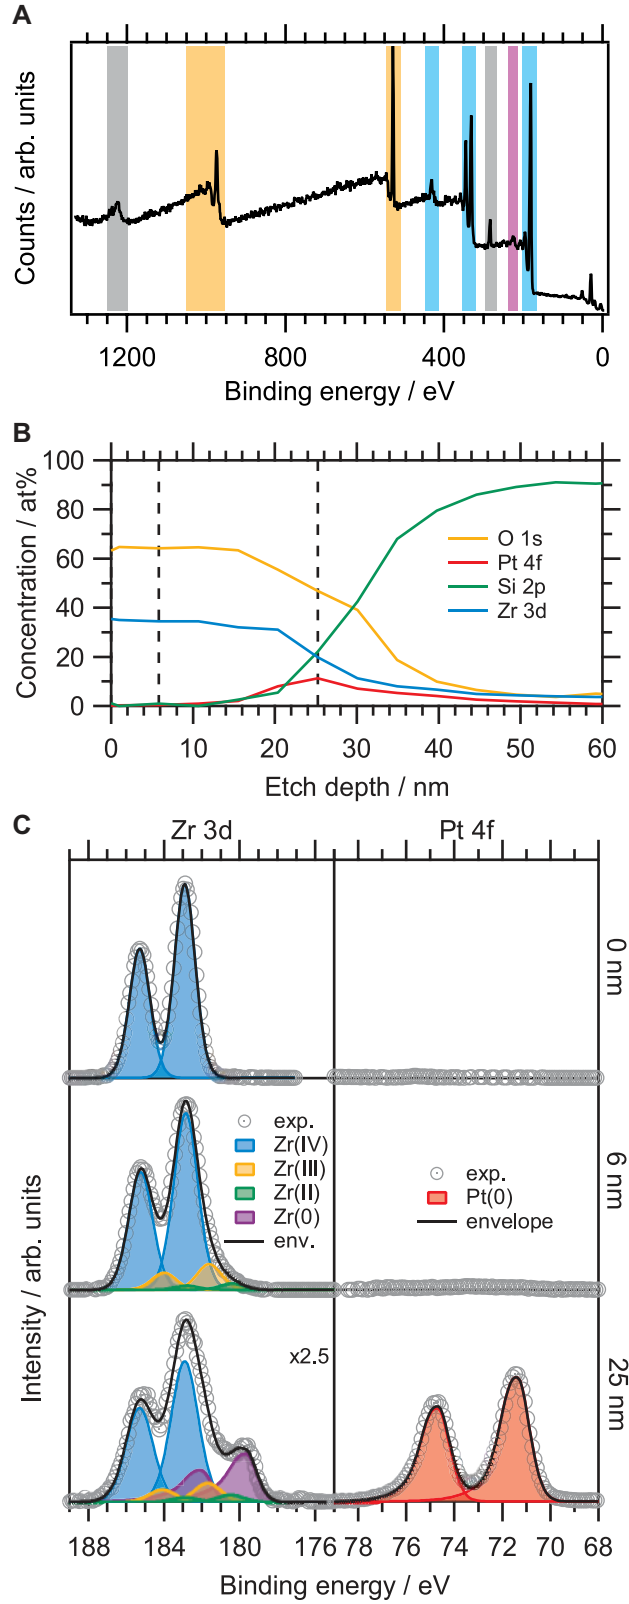 A
Counts / arb. units
1200 800 400 0
Binding energy / eV
B
Concentration / at%
100
80
60
40
20
0
O 1s
Pt 4f
Si 2p
Zr 3d
0 10 20 30 40 50 60
Etch depth / nm
C
Zr 3d Pt 4f
0 nm
exp.
Zr(IV)
Zr(III)
Zr(II)
Zr(0)
env.
exp.
Pt(0)
envelope
6 nm
Intensity / arb. units
x2.5
25 nm
188 184 180 176 78 76 74 72 70 68
Binding energy / eV